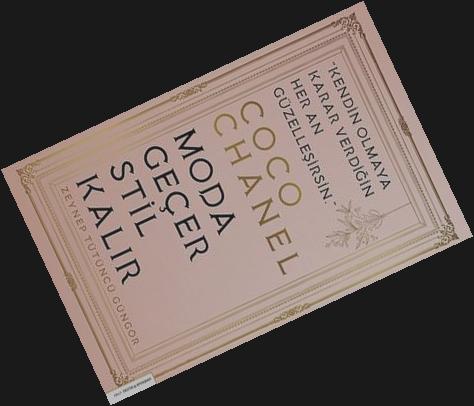 "KENDİN OLMAYA
KARAR VERDİĞİN
HER AN
GÜZELLEŞİRSİN."
COCO
CHANEL
MODA
GEÇER
STİL
KALIR
ZEYNEP TÜTÜNCÜ GÜNGÖR